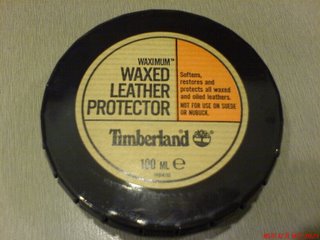 WAXIMUM™
WAXED
LEATHER
PROTECTOR
Softens,
restores and
protects all waxed
and oiled leathers.
NOT FOR USE ON SUEDE
OR NUBUCK.
Timberland
100 ML ℮